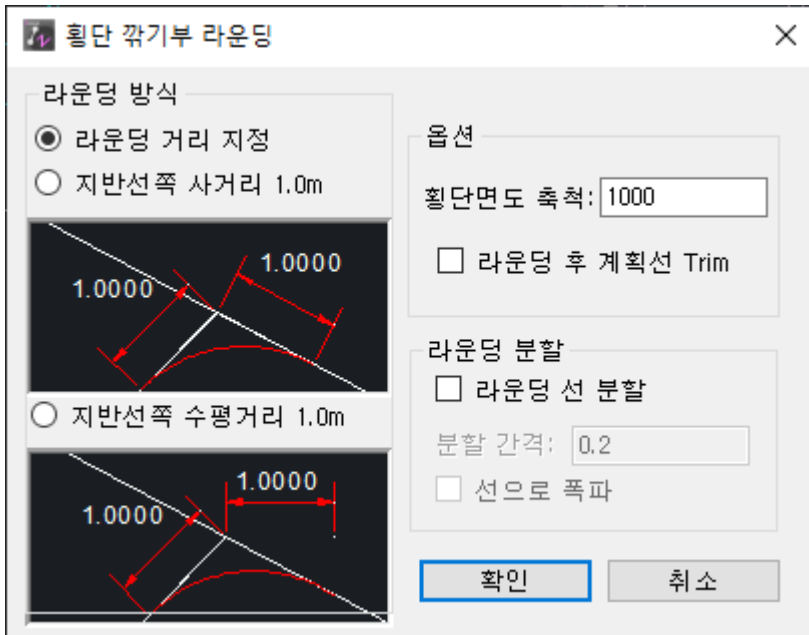 횡단 깎기부 라운딩
라운딩 방식
라운딩 거리 지정
지반선쪽 사거리 1.0m
1.0000
1.0000
지반선쪽 수평거리 1.0m
1.0000
1.0000
옵션
횡단면도 축척: 1000
라운딩 후 계획선 Trim
라운딩 분할
라운딩 선 분할
분할 간격: 0.2
선으로 폭파
확인
취소